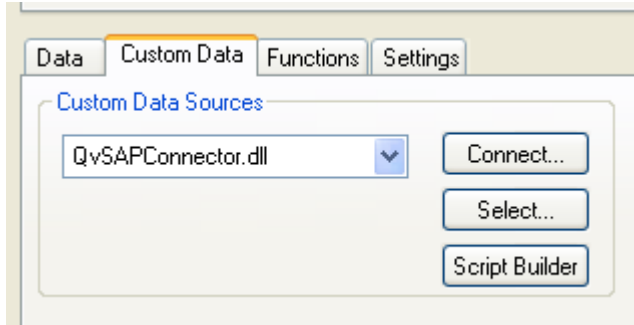 Data
Custom Data
Functions
Settings
Custom Data Sources
QvSAPConnector.dll
Connect...
Select...
Script Builder